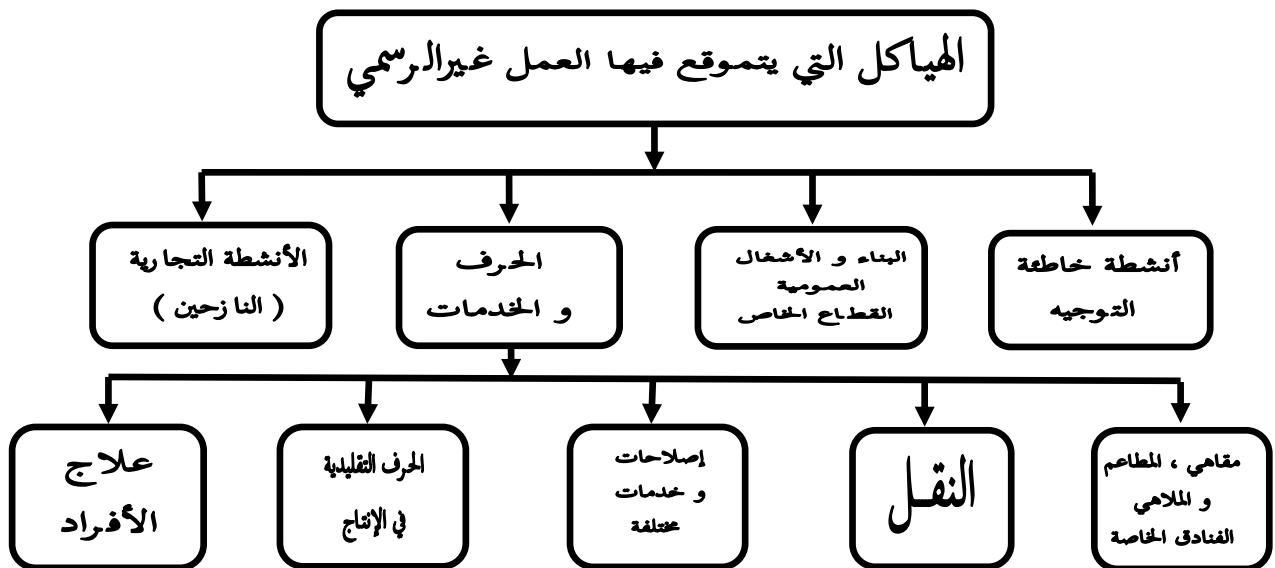 الهياكل التي يتموقع فيها العمل غيرالرسمي
أنشطة خاطئة
التوجيه
البناء و الأشغال
العمومية
القطاع الخاص
الحرف
و الخدمات
الأنشطة التجارية
( النازحين )
مقاهي ، المطاعم
و الملاهي
الفنادق الخاصة
النقل
إصلاحات
و خدمات
مختلفة
الحرف التقليدية
في الإنتاج
علاج
الأفراد